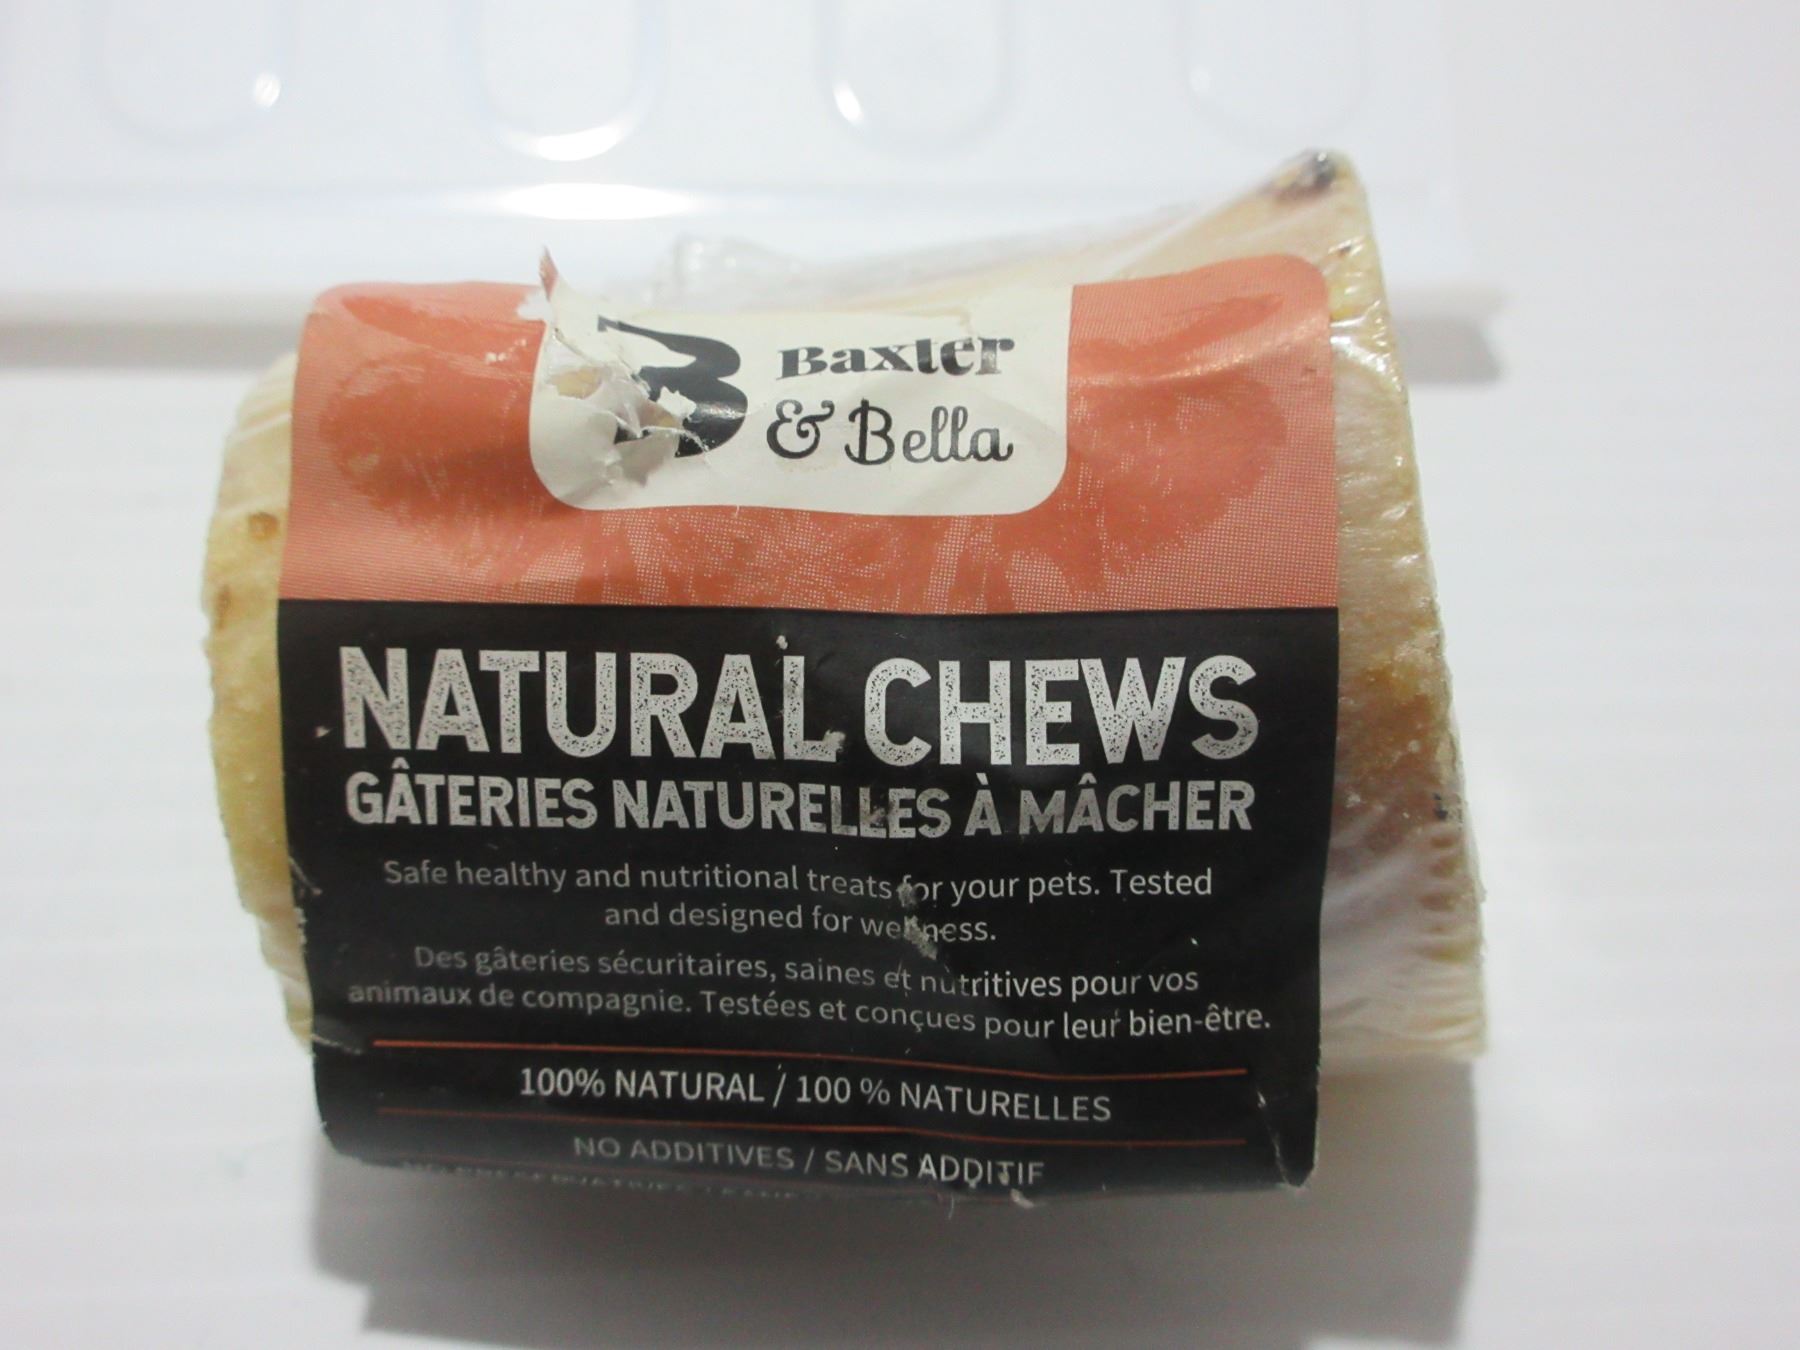 B
Baxter
& Bella
NATURAL CHEWS
GÂTERIES NATURELLES À MÂCHER
Safe healthy and nutritional treats for your pets. Tested
and designed for wellness.
Des gâteries sécuritaires, saines et nutritives pour vos
animaux de compagnie. Testées et conçues pour leur bien-être.
100% NATURAL / 100 % NATURELLES
NO ADDITIVES / SANS ADDITIF